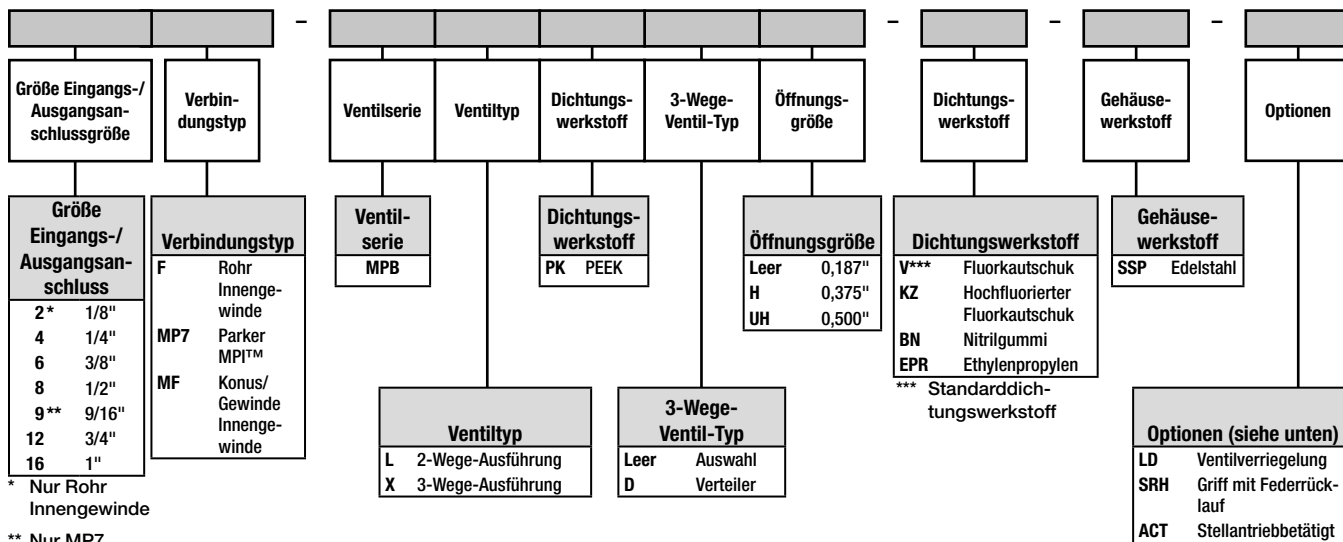 – – – –
Größe Eingangs-/
Ausgangsan-
schlussgröße
Verbin-
dungstyp
Ventilserie
Ventiltyp
Dichtungs-
werkstoff
3-Wege-
Ventil-Typ
Öffnungs-
größe
Dichtungs-
werkstoff
Gehäuse-
werkstoff
Optionen
Größe
Eingangs-/
Ausgangsan-
schluss
2* 1/8"
4 1/4"
6 3/8"
8 1/2"
9** 9/16"
12 3/4"
16 1"
* Nur Rohr
Innengewinde
** Nur MP7
Verbindungstyp
F Rohr
Innenge-
winde
MP7 Parker
MPI™
MF Konus/
Gewinde
Innenge-
winde
Ventil-
serie
MPB
Ventiltyp
L 2-Wege-Ausführung
X 3-Wege-Ausführung
Dichtungs-
werkstoff
PK PEEK
3-Wege-
Ventil-Typ
Leer Auswahl
D Verteiler
Öffnungsgröße
Leer 0,187"
H 0,375"
UH 0,500"
Dichtungswerkstoff
V*** Fluorkautschuk
KZ Hochfluorierter
Fluorkautschuk
BN Nitrilgummi
EPR Ethylenpropylen
*** Standarddich-
tungswerkstoff
Gehäuse-
werkstoff
SSP Edelstahl
Optionen (siehe unten)
LD Ventilverriegelung
SRH Griff mit Federrück-
lauf
ACT Stellantriebbetätigt